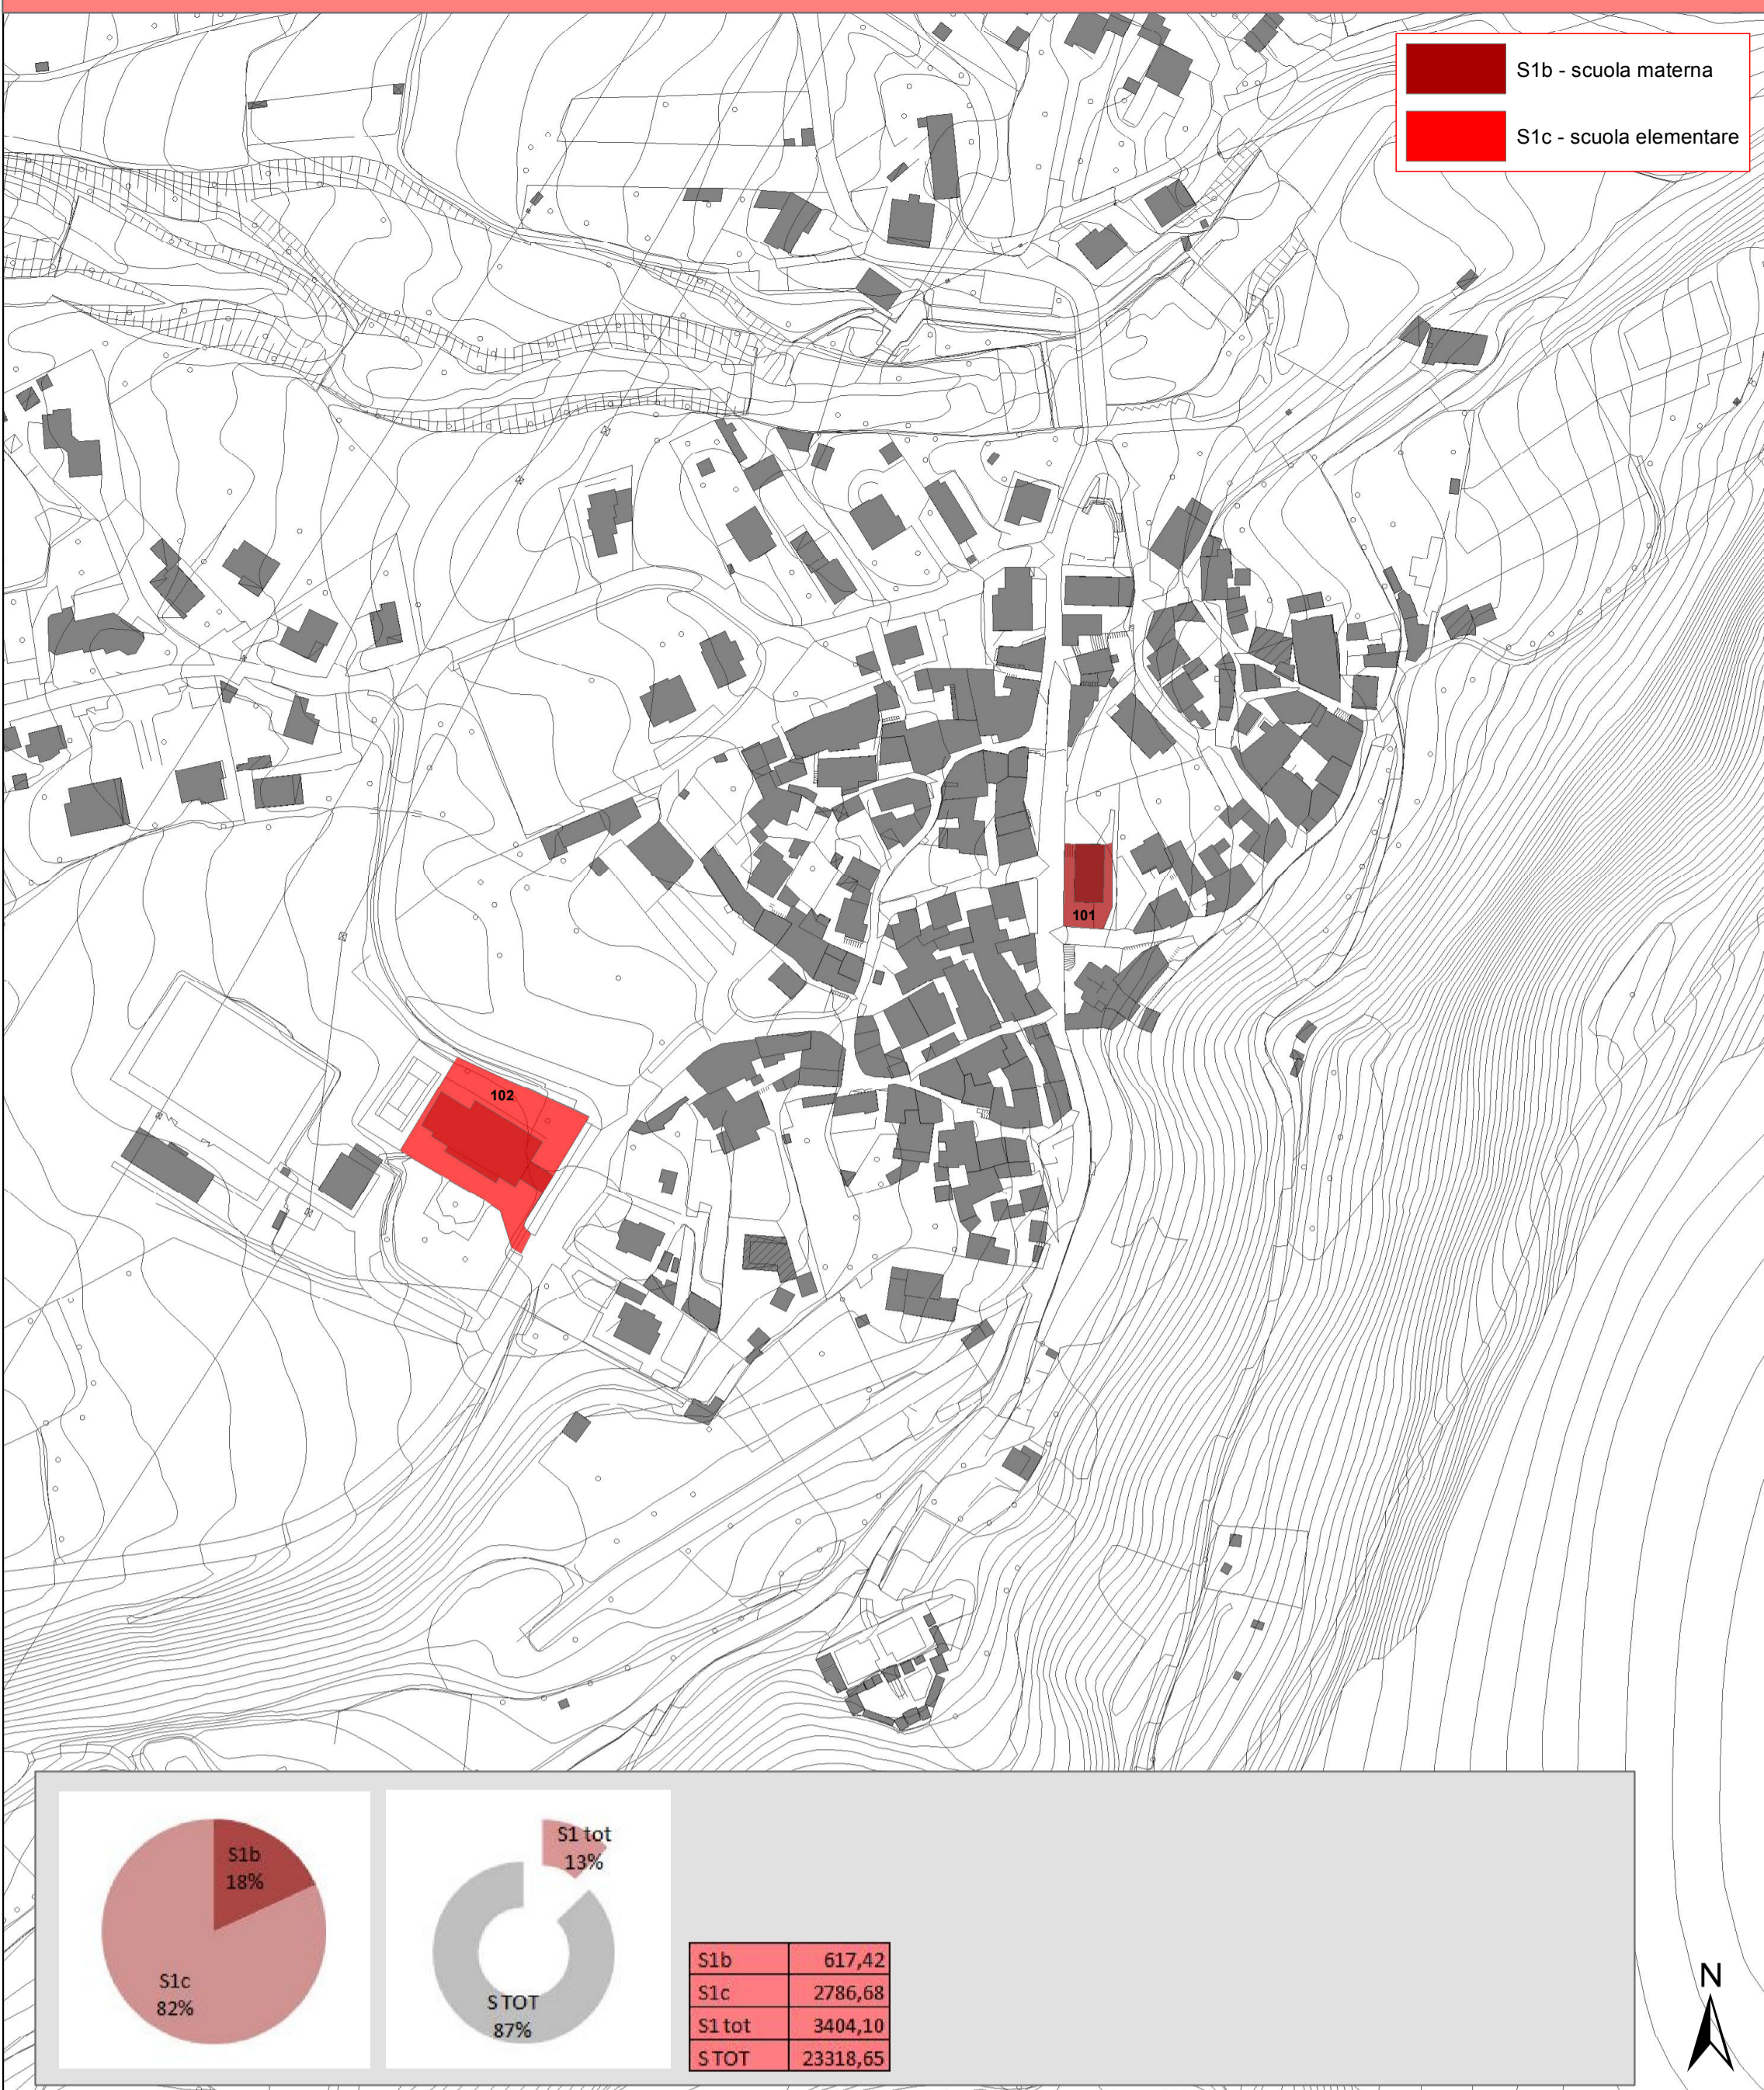 S1b - scuola materna
S1c - scuola elementare
101
102
S1b
18%
S1c
82%
S1 tot
13%
S TOT
87%
S1b 617,42
S1c 2786,68
S1 tot 3404,10
S TOT 23318,65
N